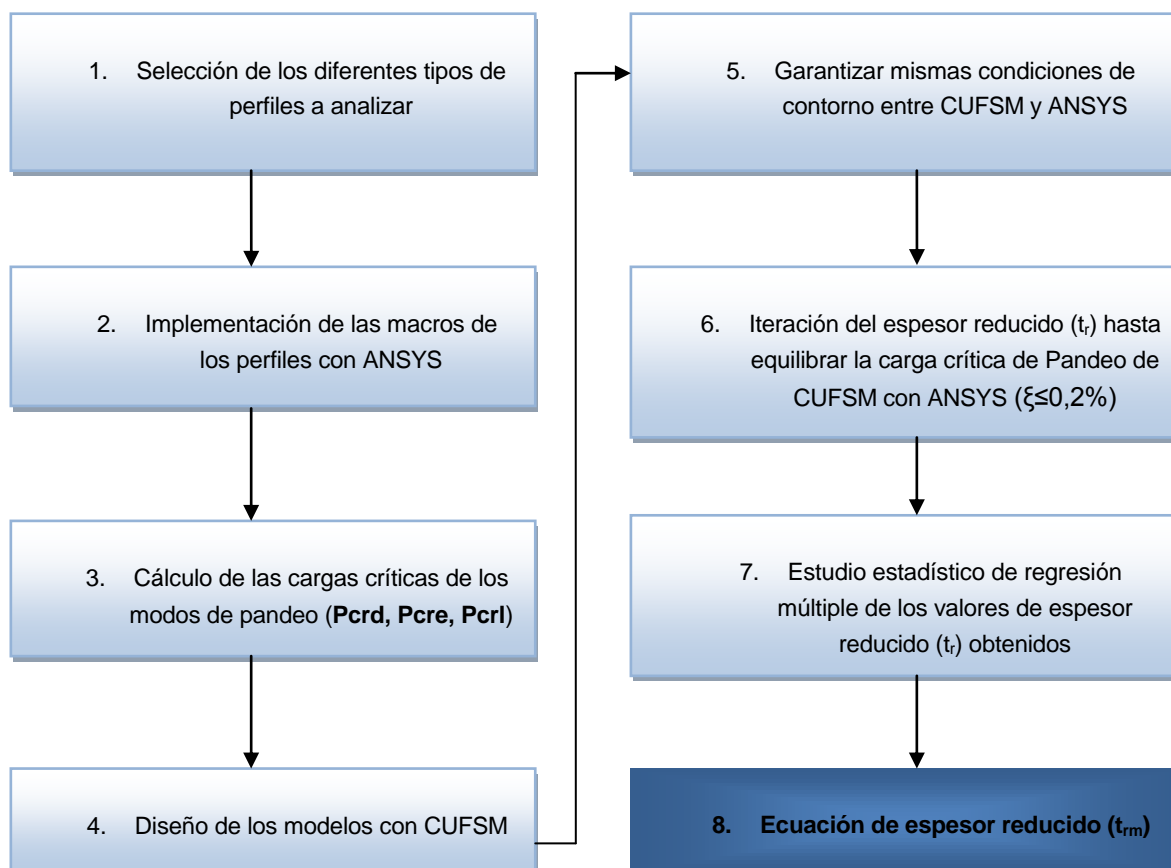 1. Selección de los diferentes tipos de
perfiles a analizar
2. Implementación de las macros de
los perfiles con ANSYS
3. Cálculo de las cargas críticas de los
modos de pandeo (Pcrd, Pcre, Pcrl)
4. Diseño de los modelos con CUFSM
5. Garantizar mismas condiciones de
contorno entre CUFSM y ANSYS
6. Iteración del espesor reducido (tr) hasta
equilibrar la carga crítica de Pandeo de
CUFSM con ANSYS (ξ≤0,2%)
7. Estudio estadístico de regresión
múltiple de los valores de espesor
reducido (tr) obtenidos
8. Ecuación de espesor reducido (trm)